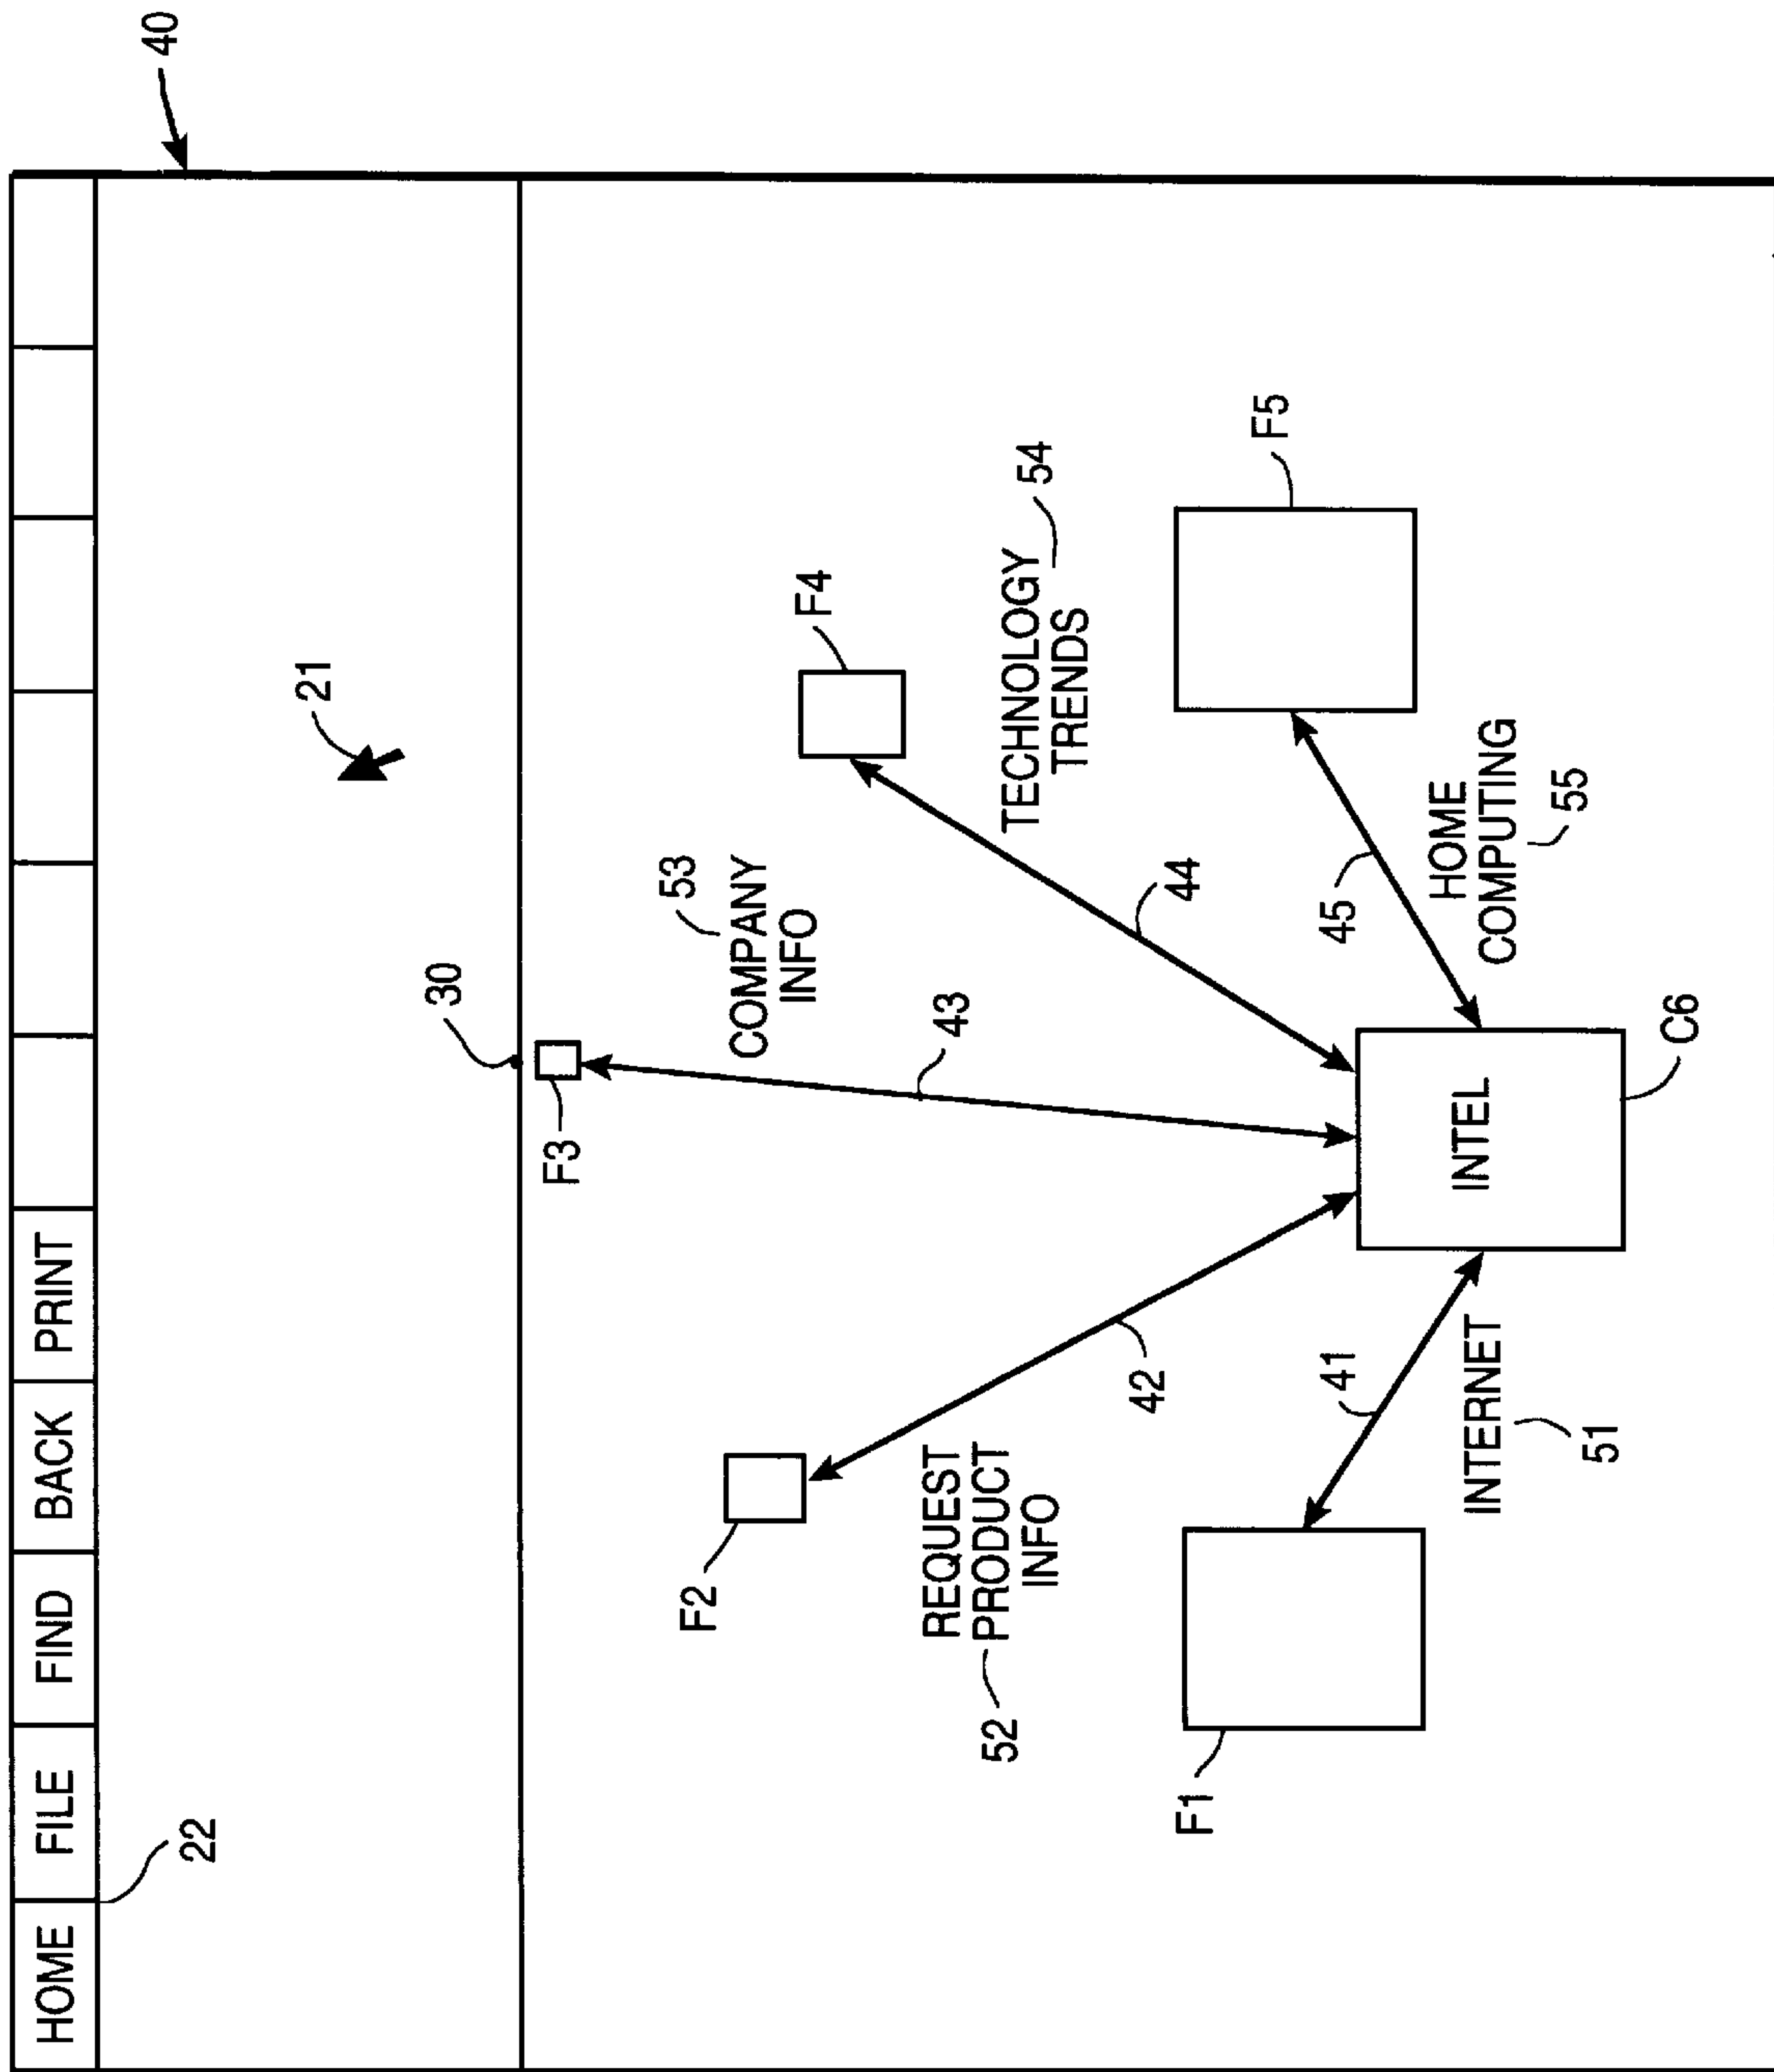 HOME FILE FIND BACK PRINT
40
22
21
30
F3
53
COMPANY
INFO
F2
F4
43
REQUEST
PRODUCT
INFO
52
TECHNOLOGY
TRENDS
54
42
44
F1
F5
41
45
INTERNET
51
INTEL
HOME
COMPUTING
55
C6